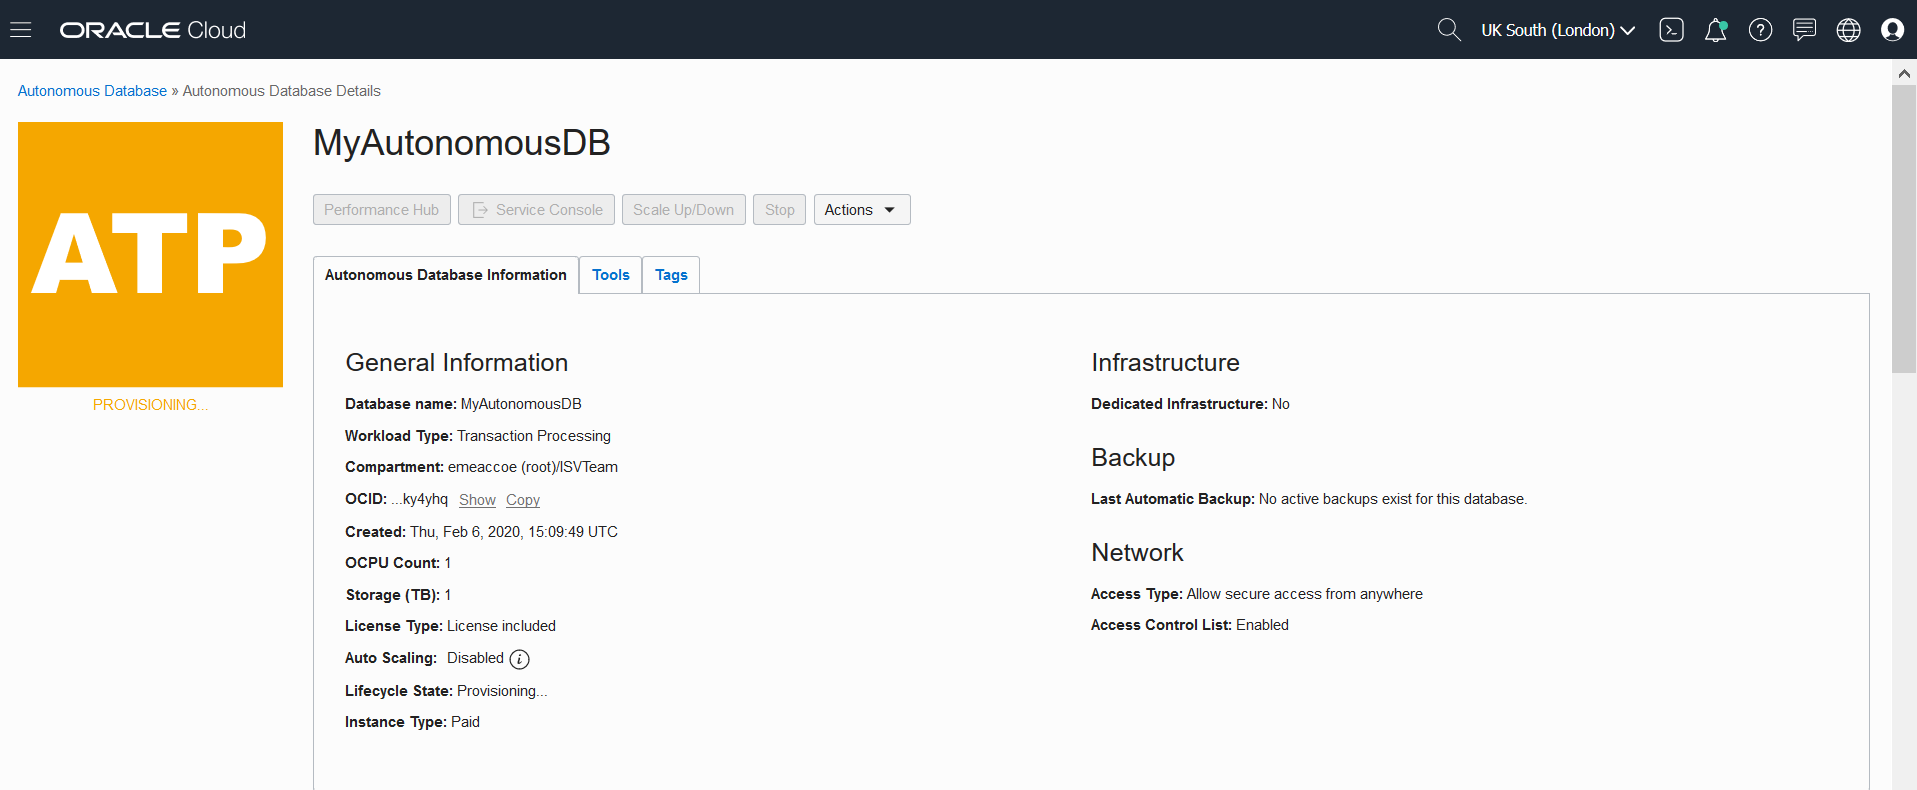 ORACLE Cloud
UK South (London)
Autonomous Database » Autonomous Database Details
ATP
PROVISIONING...
MyAutonomousDB
Performance Hub Service Console Scale Up/Down Stop Actions
Autonomous Database Information Tools Tags
General Information
Database name: MyAutonomousDB
Workload Type: Transaction Processing
Compartment: emeaccoe (root)/ISVTeam
OCID: ...ky4yhq Show Copy
Created: Thu, Feb 6, 2020, 15:09:49 UTC
OCPU Count: 1
Storage (TB): 1
License Type: License included
Auto Scaling: Disabled i
Lifecycle State: Provisioning...
Instance Type: Paid
Infrastructure
Dedicated Infrastructure: No
Backup
Last Automatic Backup: No active backups exist for this database.
Network
Access Type: Allow secure access from anywhere
Access Control List: Enabled